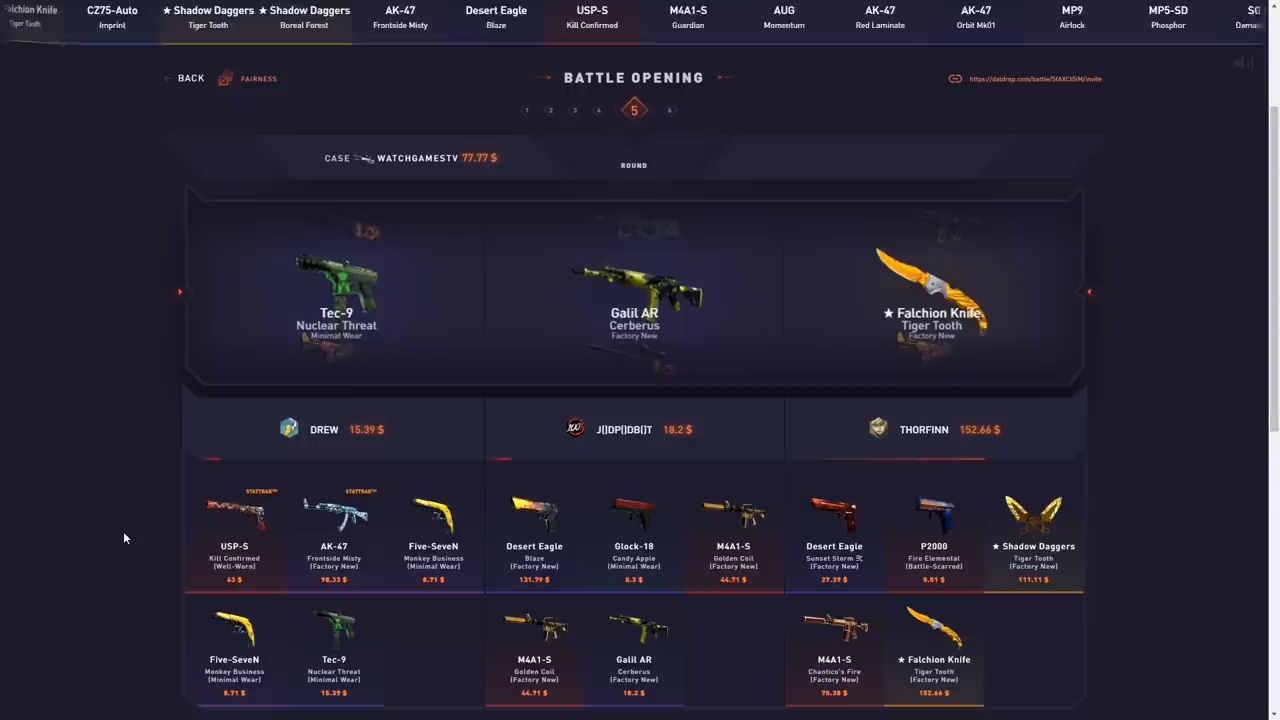 Falchion Knife
Tiger Tooth
CZ75-Auto
Imprint
★ Shadow Daggers
Tiger Tooth
★ Shadow Daggers
Boreal Forest
AK-47
Frontside Misty
Desert Eagle
Blaze
USP-S
Kill Confirmed
M4A1-S
Guardian
AUG
Momentum
AK-47
Red Laminate
AK-47
Orbit Mk01
MP9
Airlock
MP5-SD
Phosphor
SG
Damas
← BACK
FAIRNESS
BATTLE OPENING
1 2 3 4 5 6
CASE WATCHGAMESTV 77.77 $
ROUND
Tec-9
Nuclear Threat
Minimal Wear
Galil AR
Cerberus
Factory New
★ Falchion Knife
Tiger Tooth
Factory New
DREW 15.39 $
J()DP()DB()T 18.2 $
THORFINN 152.66 $
STATTRAK™
USP-S
Kill Confirmed
(Well-Worn)
63 $
STATTRAK™
AK-47
Frontside Misty
(Factory New)
98.33 $
Five-SeveN
Monkey Business
(Minimal Wear)
8.71 $
Desert Eagle
Blaze
(Factory New)
131.79 $
Glock-18
Candy Apple
(Minimal Wear)
8.3 $
M4A1-S
Golden Coil
(Factory New)
44.71 $
Desert Eagle
Sunset Storm
(Factory New)
27.39 $
P2000
Fire Elemental
(Battle-Scarred)
5.81 $
★ Shadow Daggers
Tiger Tooth
(Factory New)
111.11 $
Five-SeveN
Monkey Business
(Minimal Wear)
8.71 $
Tec-9
Nuclear Threat
(Minimal Wear)
15.39 $
M4A1-S
Golden Coil
(Factory New)
44.71 $
Galil AR
Cerberus
(Factory New)
18.2 $
M4A1-S
Chantico's Fire
(Factory New)
70.38 $
★ Falchion Knife
Tiger Tooth
(Factory New)
152.66 $